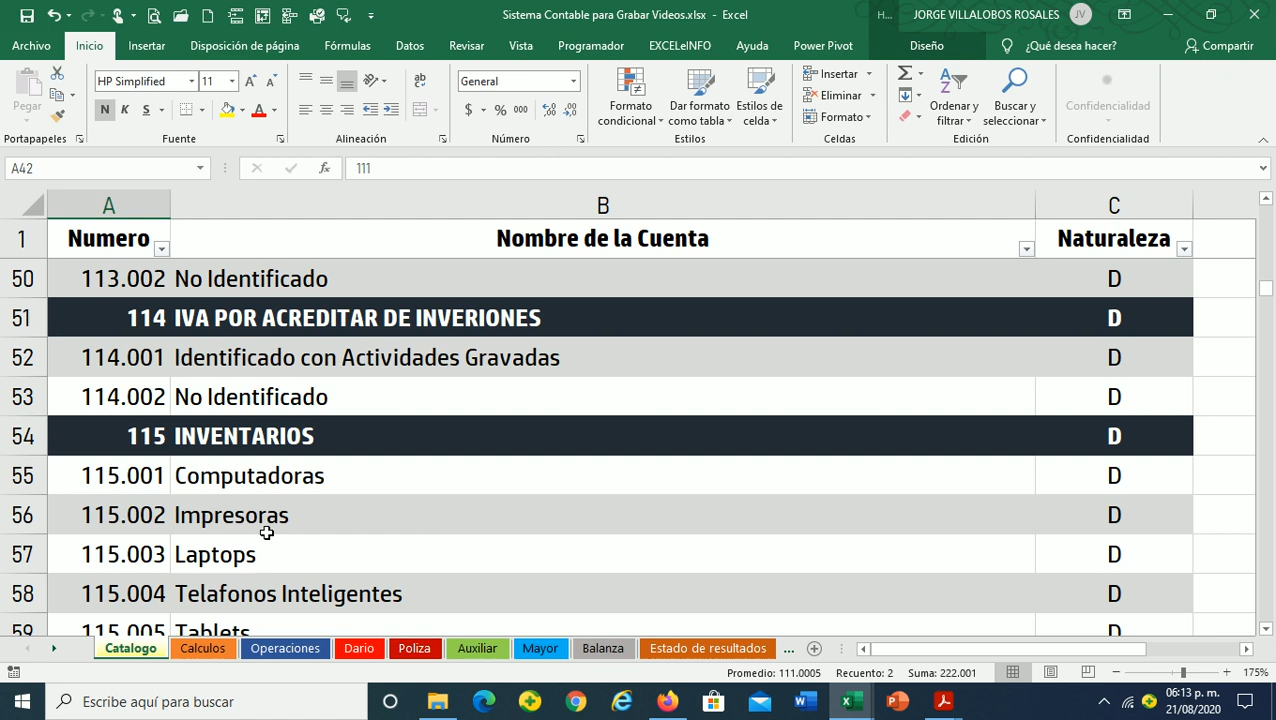 Sistema Contable para Grabar Videos.xlsx - Excel
H...
JORGE VILLALOBOS ROSALES
JV
Archivo Inicio Insertar Disposición de página Fórmulas Datos Revisar Vista Programador EXCELeINFO Ayuda Power Pivot Diseño ¿Qué desea hacer? Compartir
Pegar
HP Simplified 11
N K S
General
$ % 000
Formato condicional
Dar formato como tabla
Estilos de celda
Insertar
Eliminar
Formato
Ordenar y filtrar
Buscar y seleccionar
Confidencialidad
Portapapeles Fuente Alineación Número Estilos Celdas Edición Confidencialidad
A42 fx 111
A B C
1 Numero Nombre de la Cuenta Naturaleza
50 113.002 No Identificado D
51 114 IVA POR ACREDITAR DE INVERIONES D
52 114.001 Identificado con Actividades Gravadas D
53 114.002 No Identificado D
54 115 INVENTARIOS D
55 115.001 Computadoras D
56 115.002 Impresoras D
57 115.003 Laptops D
58 115.004 Telafonos Inteligentes D
59 115.005 Tablets D
Catalogo Calculos Operaciones Dario Poliza Auxiliar Mayor Balanza Estado de resultados ...
Promedio: 111.0005 Recuento: 2 Suma: 222.001 175%
Escribe aquí para buscar
06:13 p. m.
21/08/2020